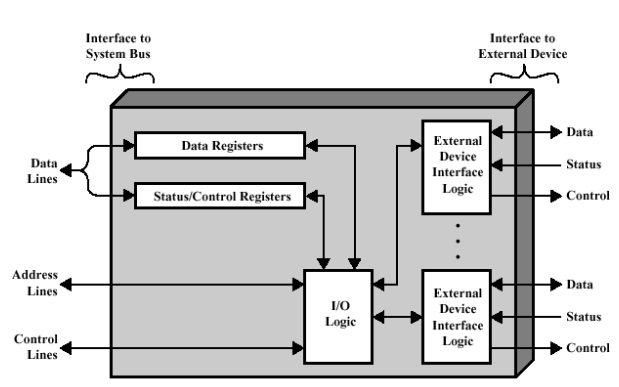 Interface to
System Bus
Interface to
External Device
Data Registers
Status/Control Registers
Data
Lines
Address
Lines
Control
Lines
I/O
Logic
External
Device
Interface
Logic
Data
Status
Control
External
Device
Interface
Logic
Data
Status
Control